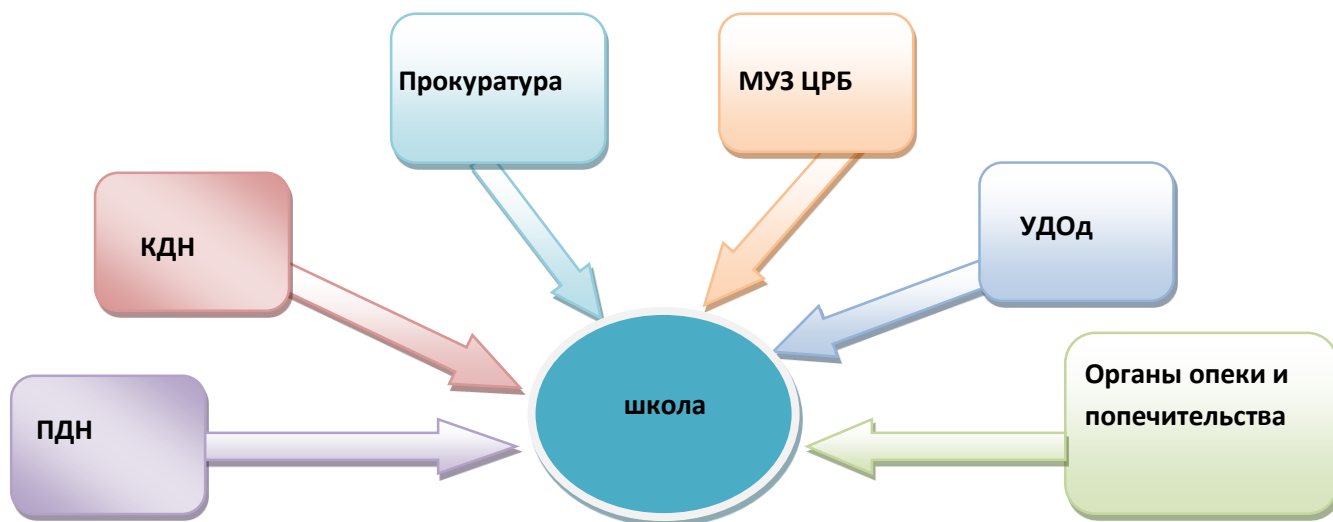 Прокуратура
МУЗ ЦРБ
КДН
УДОд
ПДН
школа
Органы опеки и
попечительства